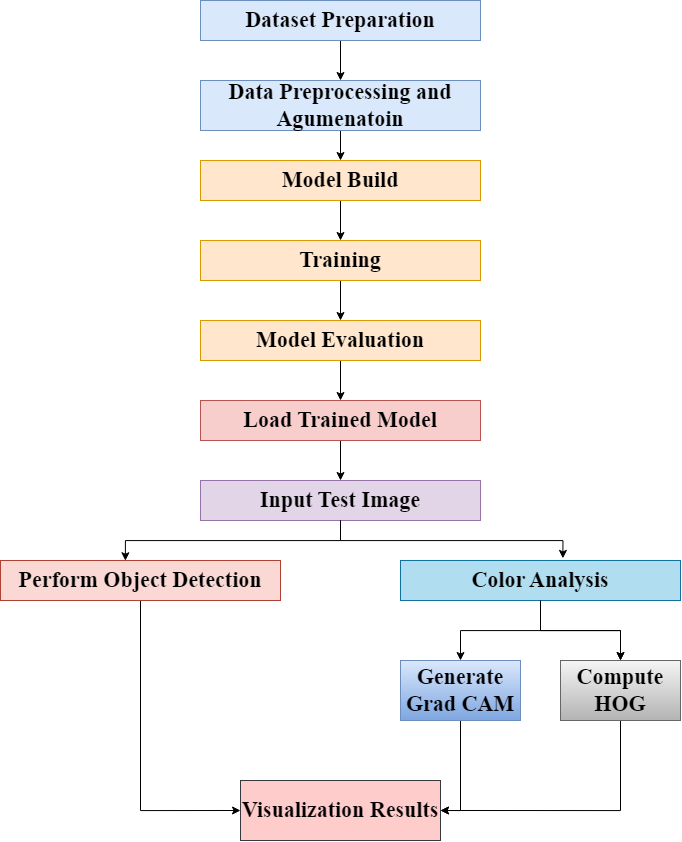 Dataset Preparation
Data Preprocessing and
Agumenatoin
Model Build
Training
Model Evaluation
Load Trained Model
Input Test Image
Perform Object Detection
Color Analysis
Generate
Grad CAM
Compute
HOG
Visualization Results